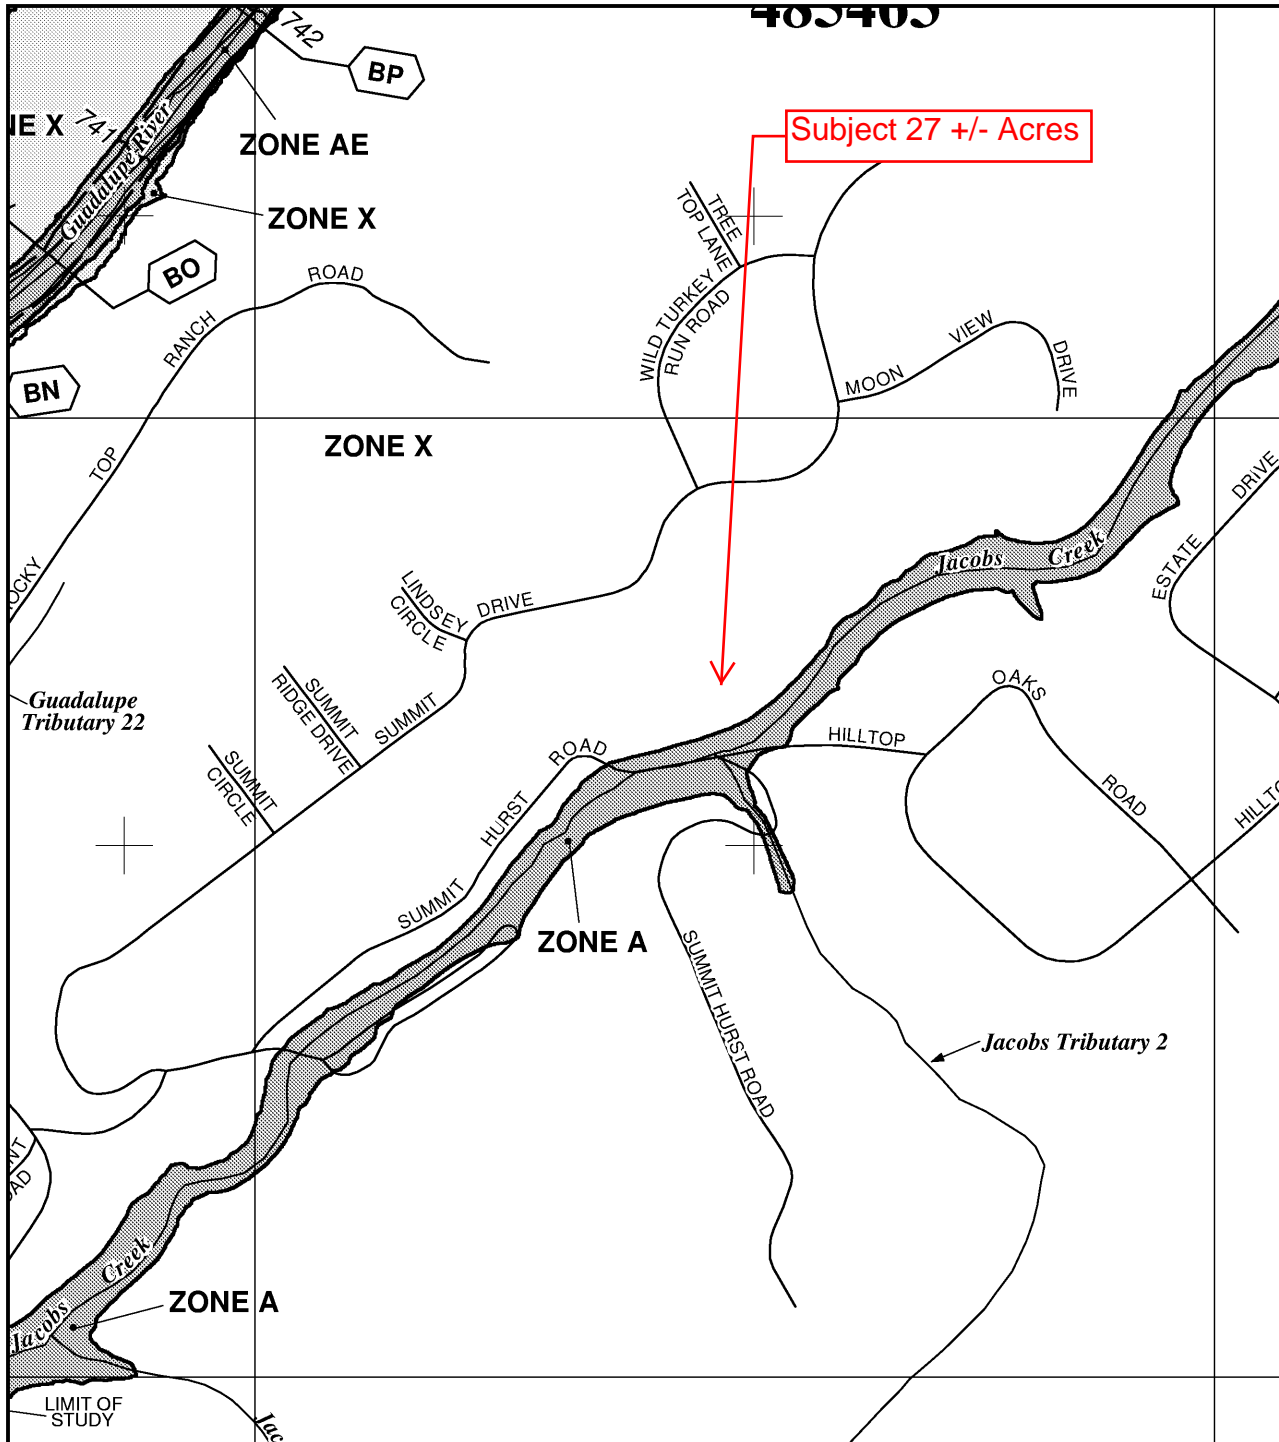 485465
742
BP
741
Guadalupe River
ZONE AE
ZONE X
BO
BN
Subject 27 +/- Acres
TREE
TOP LANE
WILD TURKEY
RUN ROAD
MOON VIEW DRIVE
TOP RANCH ROAD
ZONE X
Jacobs Creek
ESTATE DRIVE
LINDSEY
CIRCLE
SUMMIT DRIVE
SUMMIT
RIDGE DRIVE
SUMMIT
CIRCLE
Guadalupe
Tributary 22
SUMMIT HURST ROAD
HILLTOP
OAKS ROAD
ZONE A
SUMMIT HURST ROAD
Jacobs Tributary 2
Jacobs Creek
ZONE A
LIMIT OF
STUDY